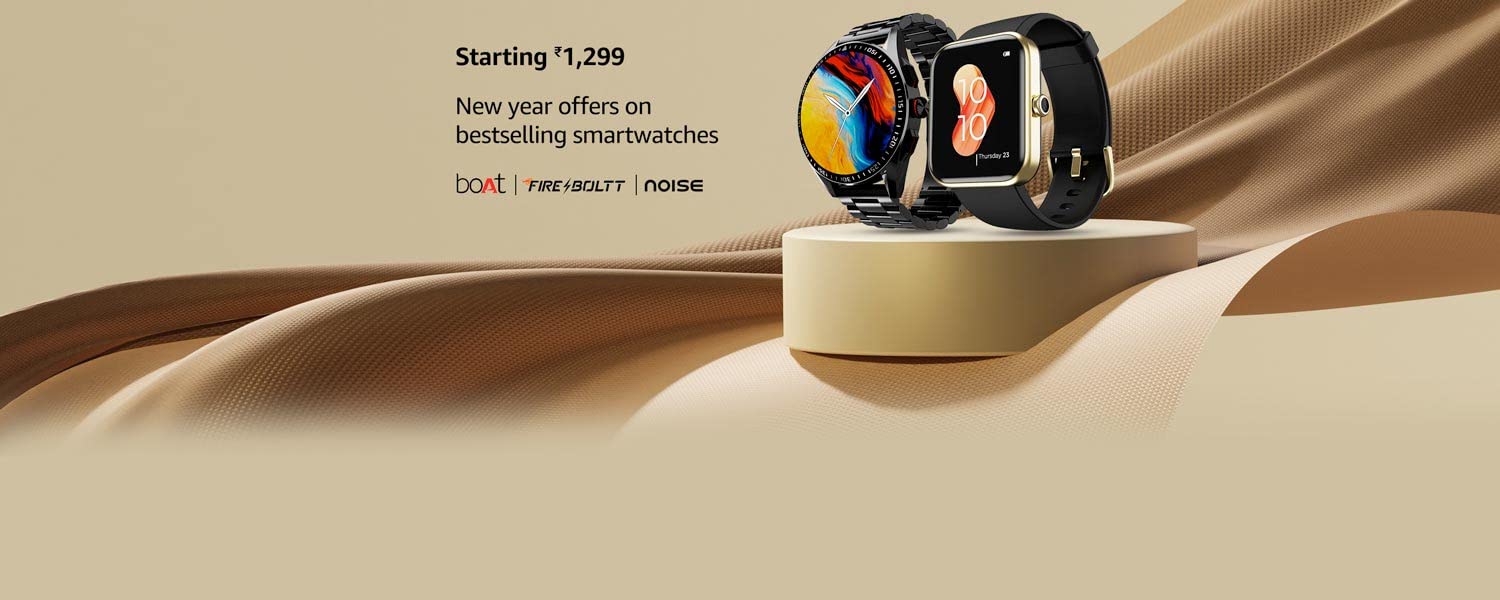 Starting ₹1,299
New year offers on
bestselling smartwatches
boAt | FIRE BOLTT | NOISE
10
10
Thursday 23